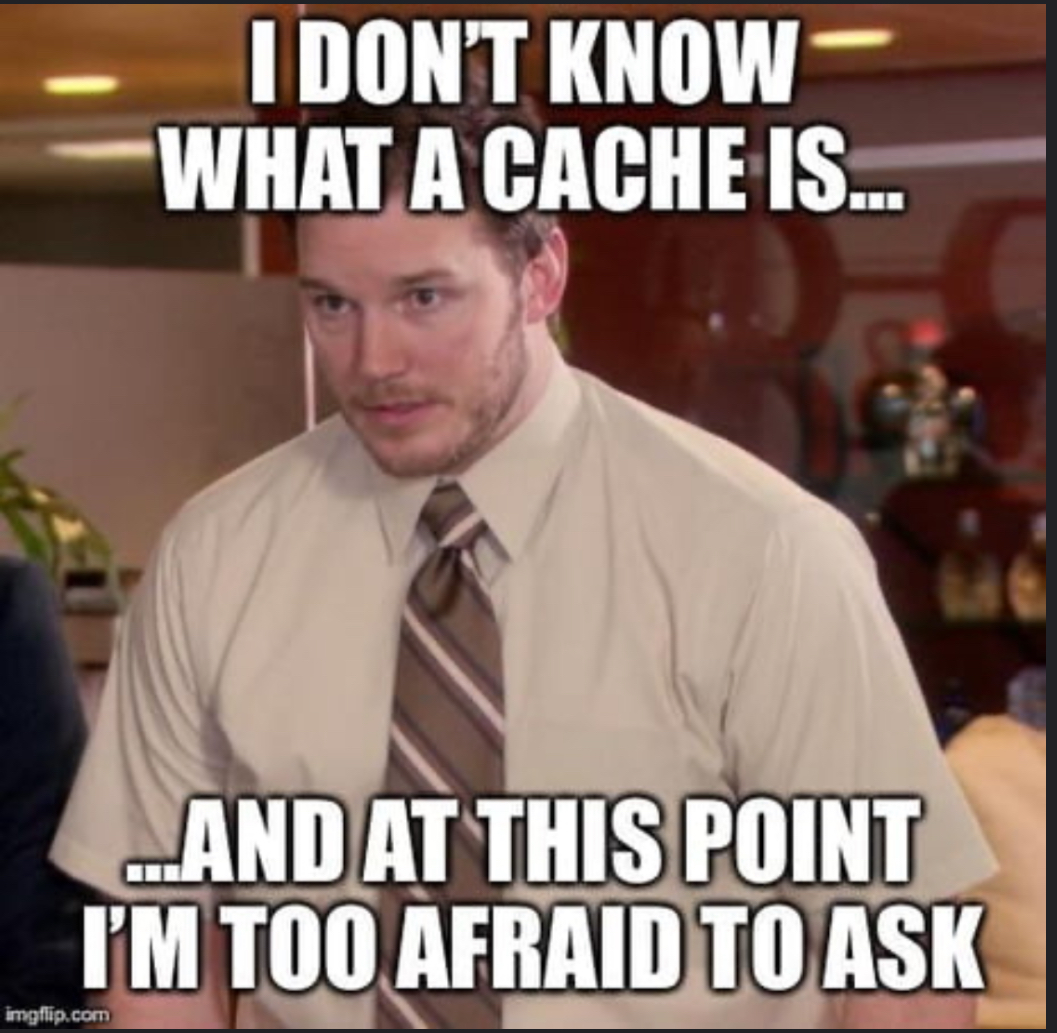 I DON'T KNOW
WHAT A CACHE IS...
...AND AT THIS POINT
I'M TOO AFRAID TO ASK
imgflip.com